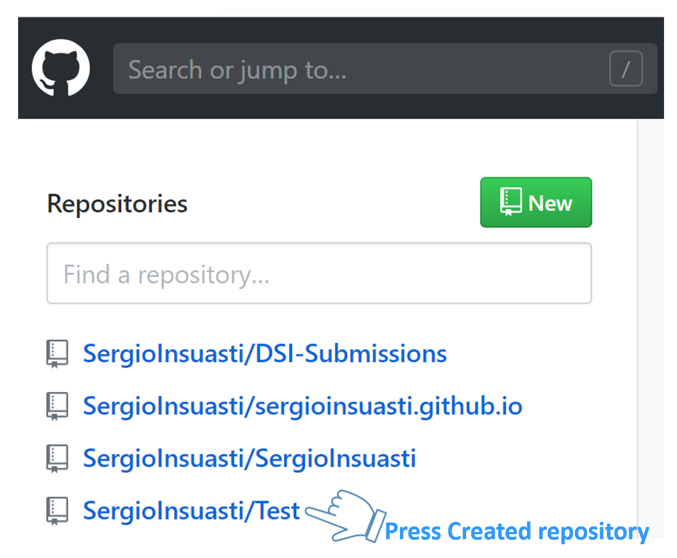 Search or jump to...
/
Repositories
New
Find a repository...
SergioInsuasti/DSI-Submissions
SergioInsuasti/sergioinsuasti.github.io
SergioInsuasti/SergioInsuasti
SergioInsuasti/Test
Press Created repository